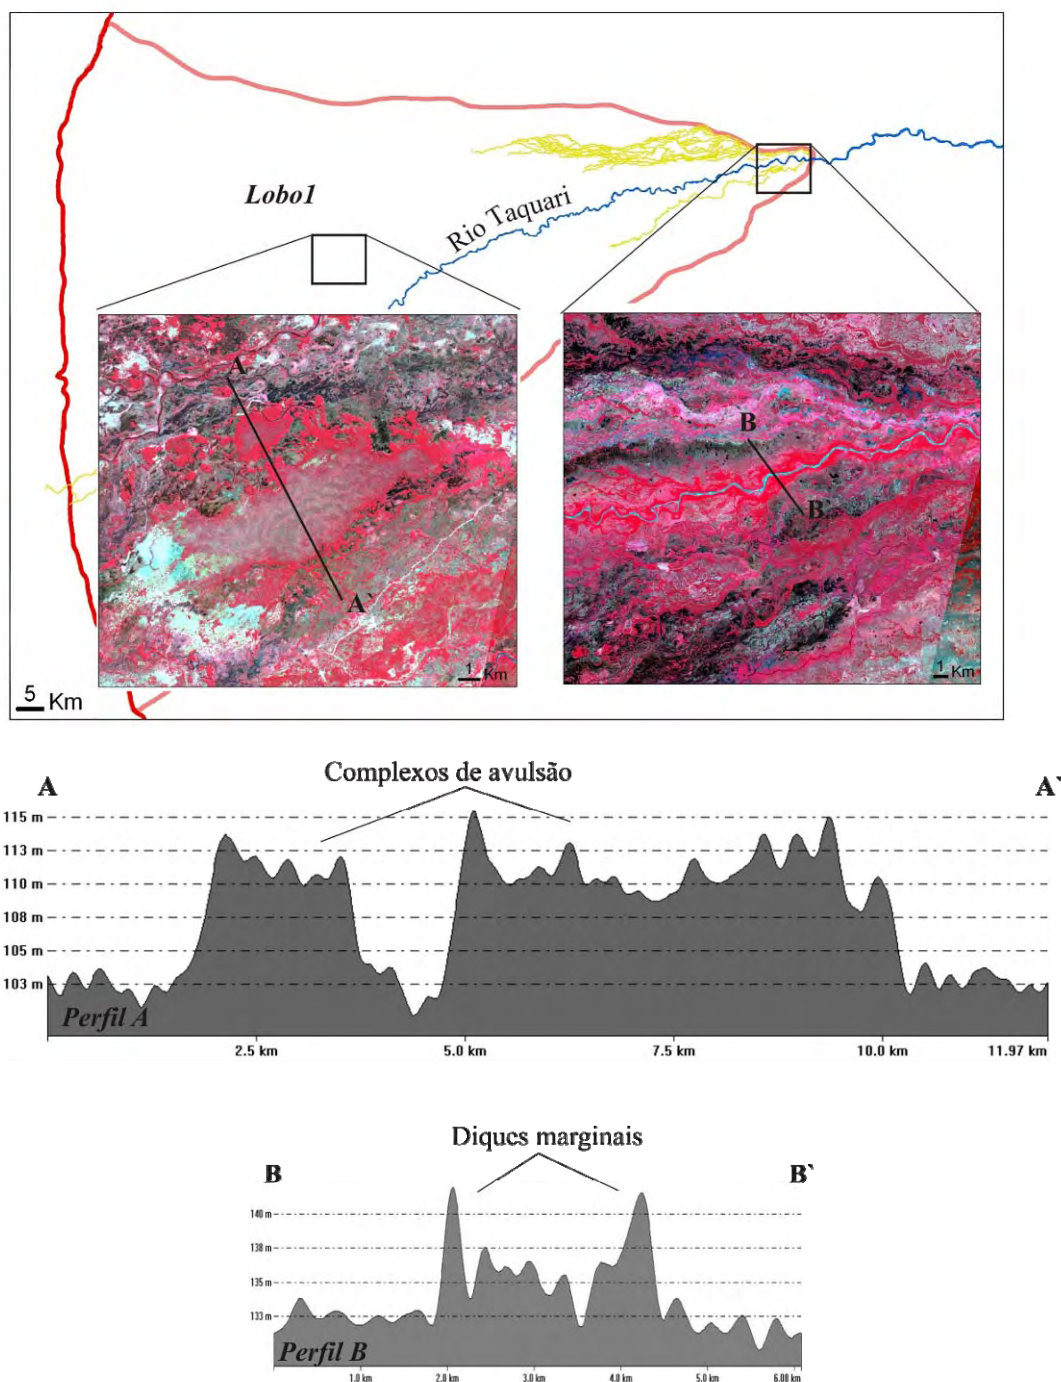 Lobo1
Rio Taquari
A
A`
1 Km
B
B`
1 Km
5 Km
Complexos de avulsão
A
A`
115 m
113 m
110 m
108 m
105 m
103 m
Perfil A
2.5 km
5.0 km
7.5 km
10.0 km
11.97 km
Diques marginais
B
B`
140 m
138 m
135 m
133 m
Perfil B
1.0 km
2.0 km
3.0 km
4.0 km
5.0 km
6.08 km